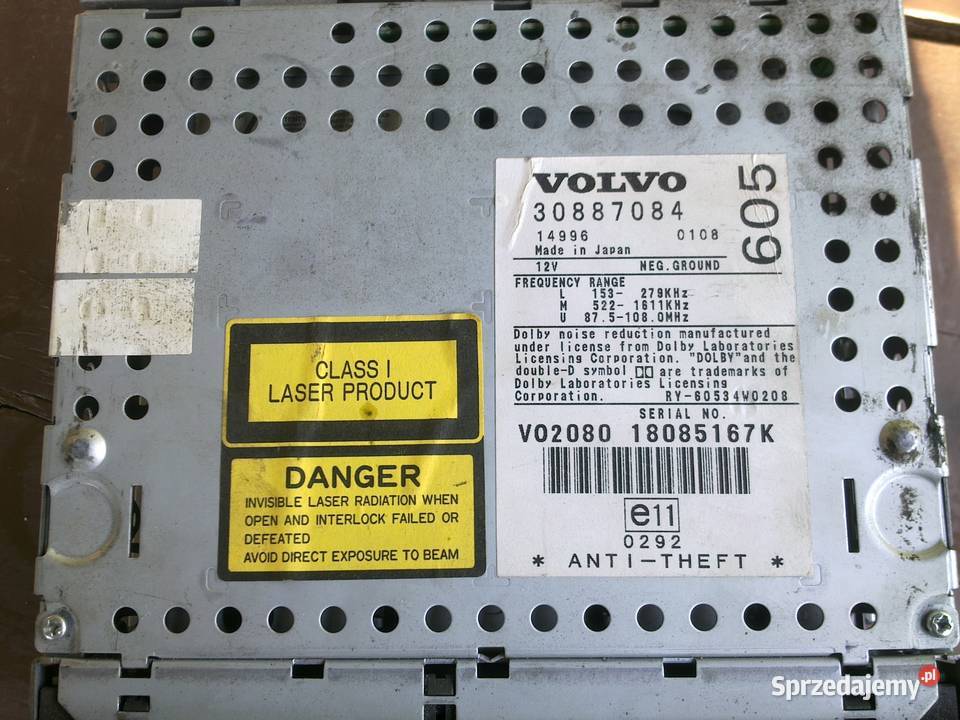 VOLVO
605
30887084
14996 0108
Made in Japan
12V NEG.GROUND
FREQUENCY RANGE
L 153- 279KHz
M 522- 1611KHz
U 87.5-108.0MHz
Dolby noise reduction manufactured
under license from Dolby Laboratories
Licensing Corporation. "DOLBY"and the
double-D symbol are trademarks of
Dolby Laboratories Licensing
Corporation. RY-60534W0208
SERIAL NO.
VO2080 18085167K
e11
0292
* ANTI-THEFT *
CLASS I
LASER PRODUCT
DANGER
INVISIBLE LASER RADIATION WHEN
OPEN AND INTERLOCK FAILED OR
DEFEATED
AVOID DIRECT EXPOSURE TO BEAM
Sprzedajemy.pl